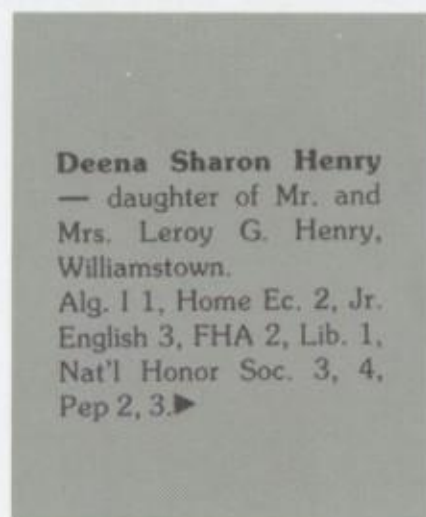 Deena Sharon Henry
— daughter of Mr. and
Mrs. Leroy G. Henry,
Williamstown.
Alg. I 1, Home Ec. 2, Jr.
English 3, FHA 2, Lib. 1,
Nat'l Honor Soc. 3, 4,
Pep 2, 3.▶